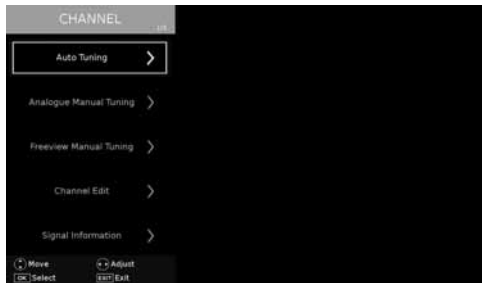 CHANNEL
Auto Tuning
Analogue Manual Tuning
Freeview Manual Tuning
Channel Edit
Signal Information
Move Adjust
OK Select EXIT Exit